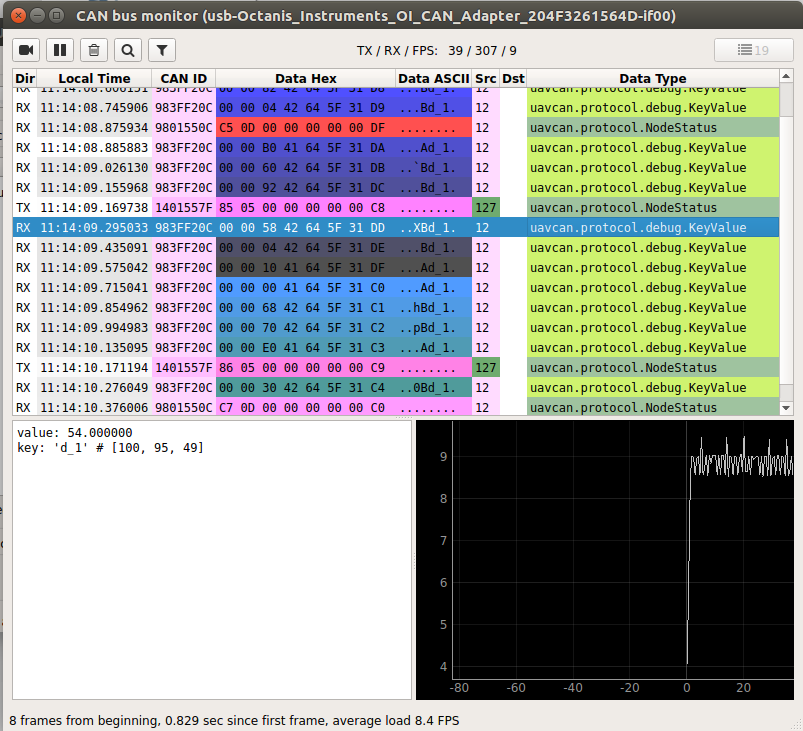 CAN bus monitor (usb-Octanis_Instruments_OI_CAN_Adapter_204F3261564D-if00)
TX / RX / FPS: 39 / 307 / 9
19
Dir Local Time CAN ID Data Hex Data ASCII Src Dst Data Type
RX 11:14:08.606151 983FF20C 00 00 82 42 64 5F 31 D8 ...Bd_1. 12 uavcan.protocol.debug.KeyValue
RX 11:14:08.745906 983FF20C 00 00 04 42 64 5F 31 D9 ...Bd_1. 12 uavcan.protocol.debug.KeyValue
RX 11:14:08.875934 9801550C C5 0D 00 00 00 00 00 DF ........ 12 uavcan.protocol.NodeStatus
RX 11:14:08.885883 983FF20C 00 00 B0 41 64 5F 31 DA ...Ad_1. 12 uavcan.protocol.debug.KeyValue
RX 11:14:09.026130 983FF20C 00 00 60 42 64 5F 31 DB ..`Bd_1. 12 uavcan.protocol.debug.KeyValue
RX 11:14:09.155968 983FF20C 00 00 92 42 64 5F 31 DC ...Bd_1. 12 uavcan.protocol.debug.KeyValue
TX 11:14:09.169738 1401557F 85 05 00 00 00 00 00 C8 ........ 127 uavcan.protocol.NodeStatus
RX 11:14:09.295033 983FF20C 00 00 58 42 64 5F 31 DD ..XBd_1. 12 uavcan.protocol.debug.KeyValue
RX 11:14:09.435091 983FF20C 00 00 04 42 64 5F 31 DE ...Bd_1. 12 uavcan.protocol.debug.KeyValue
RX 11:14:09.575042 983FF20C 00 00 10 41 64 5F 31 DF ...Ad_1. 12 uavcan.protocol.debug.KeyValue
RX 11:14:09.715041 983FF20C 00 00 00 41 64 5F 31 C0 ...Ad_1. 12 uavcan.protocol.debug.KeyValue
RX 11:14:09.854962 983FF20C 00 00 68 42 64 5F 31 C1 ..hBd_1. 12 uavcan.protocol.debug.KeyValue
RX 11:14:09.994983 983FF20C 00 00 70 42 64 5F 31 C2 ..pBd_1. 12 uavcan.protocol.debug.KeyValue
RX 11:14:10.135095 983FF20C 00 00 E0 41 64 5F 31 C3 ...Ad_1. 12 uavcan.protocol.debug.KeyValue
TX 11:14:10.171194 1401557F 86 05 00 00 00 00 00 C9 ........ 127 uavcan.protocol.NodeStatus
RX 11:14:10.276049 983FF20C 00 00 30 42 64 5F 31 C4 ..0Bd_1. 12 uavcan.protocol.debug.KeyValue
RX 11:14:10.376006 9801550C C7 0D 00 00 00 00 00 C0 ........ 12 uavcan.protocol.NodeStatus
value: 54.000000
key: 'd_1' # [100, 95, 49]
9
8
7
6
5
4
-80 -60 -40 -20 0 20
8 frames from beginning, 0.829 sec since first frame, average load 8.4 FPS